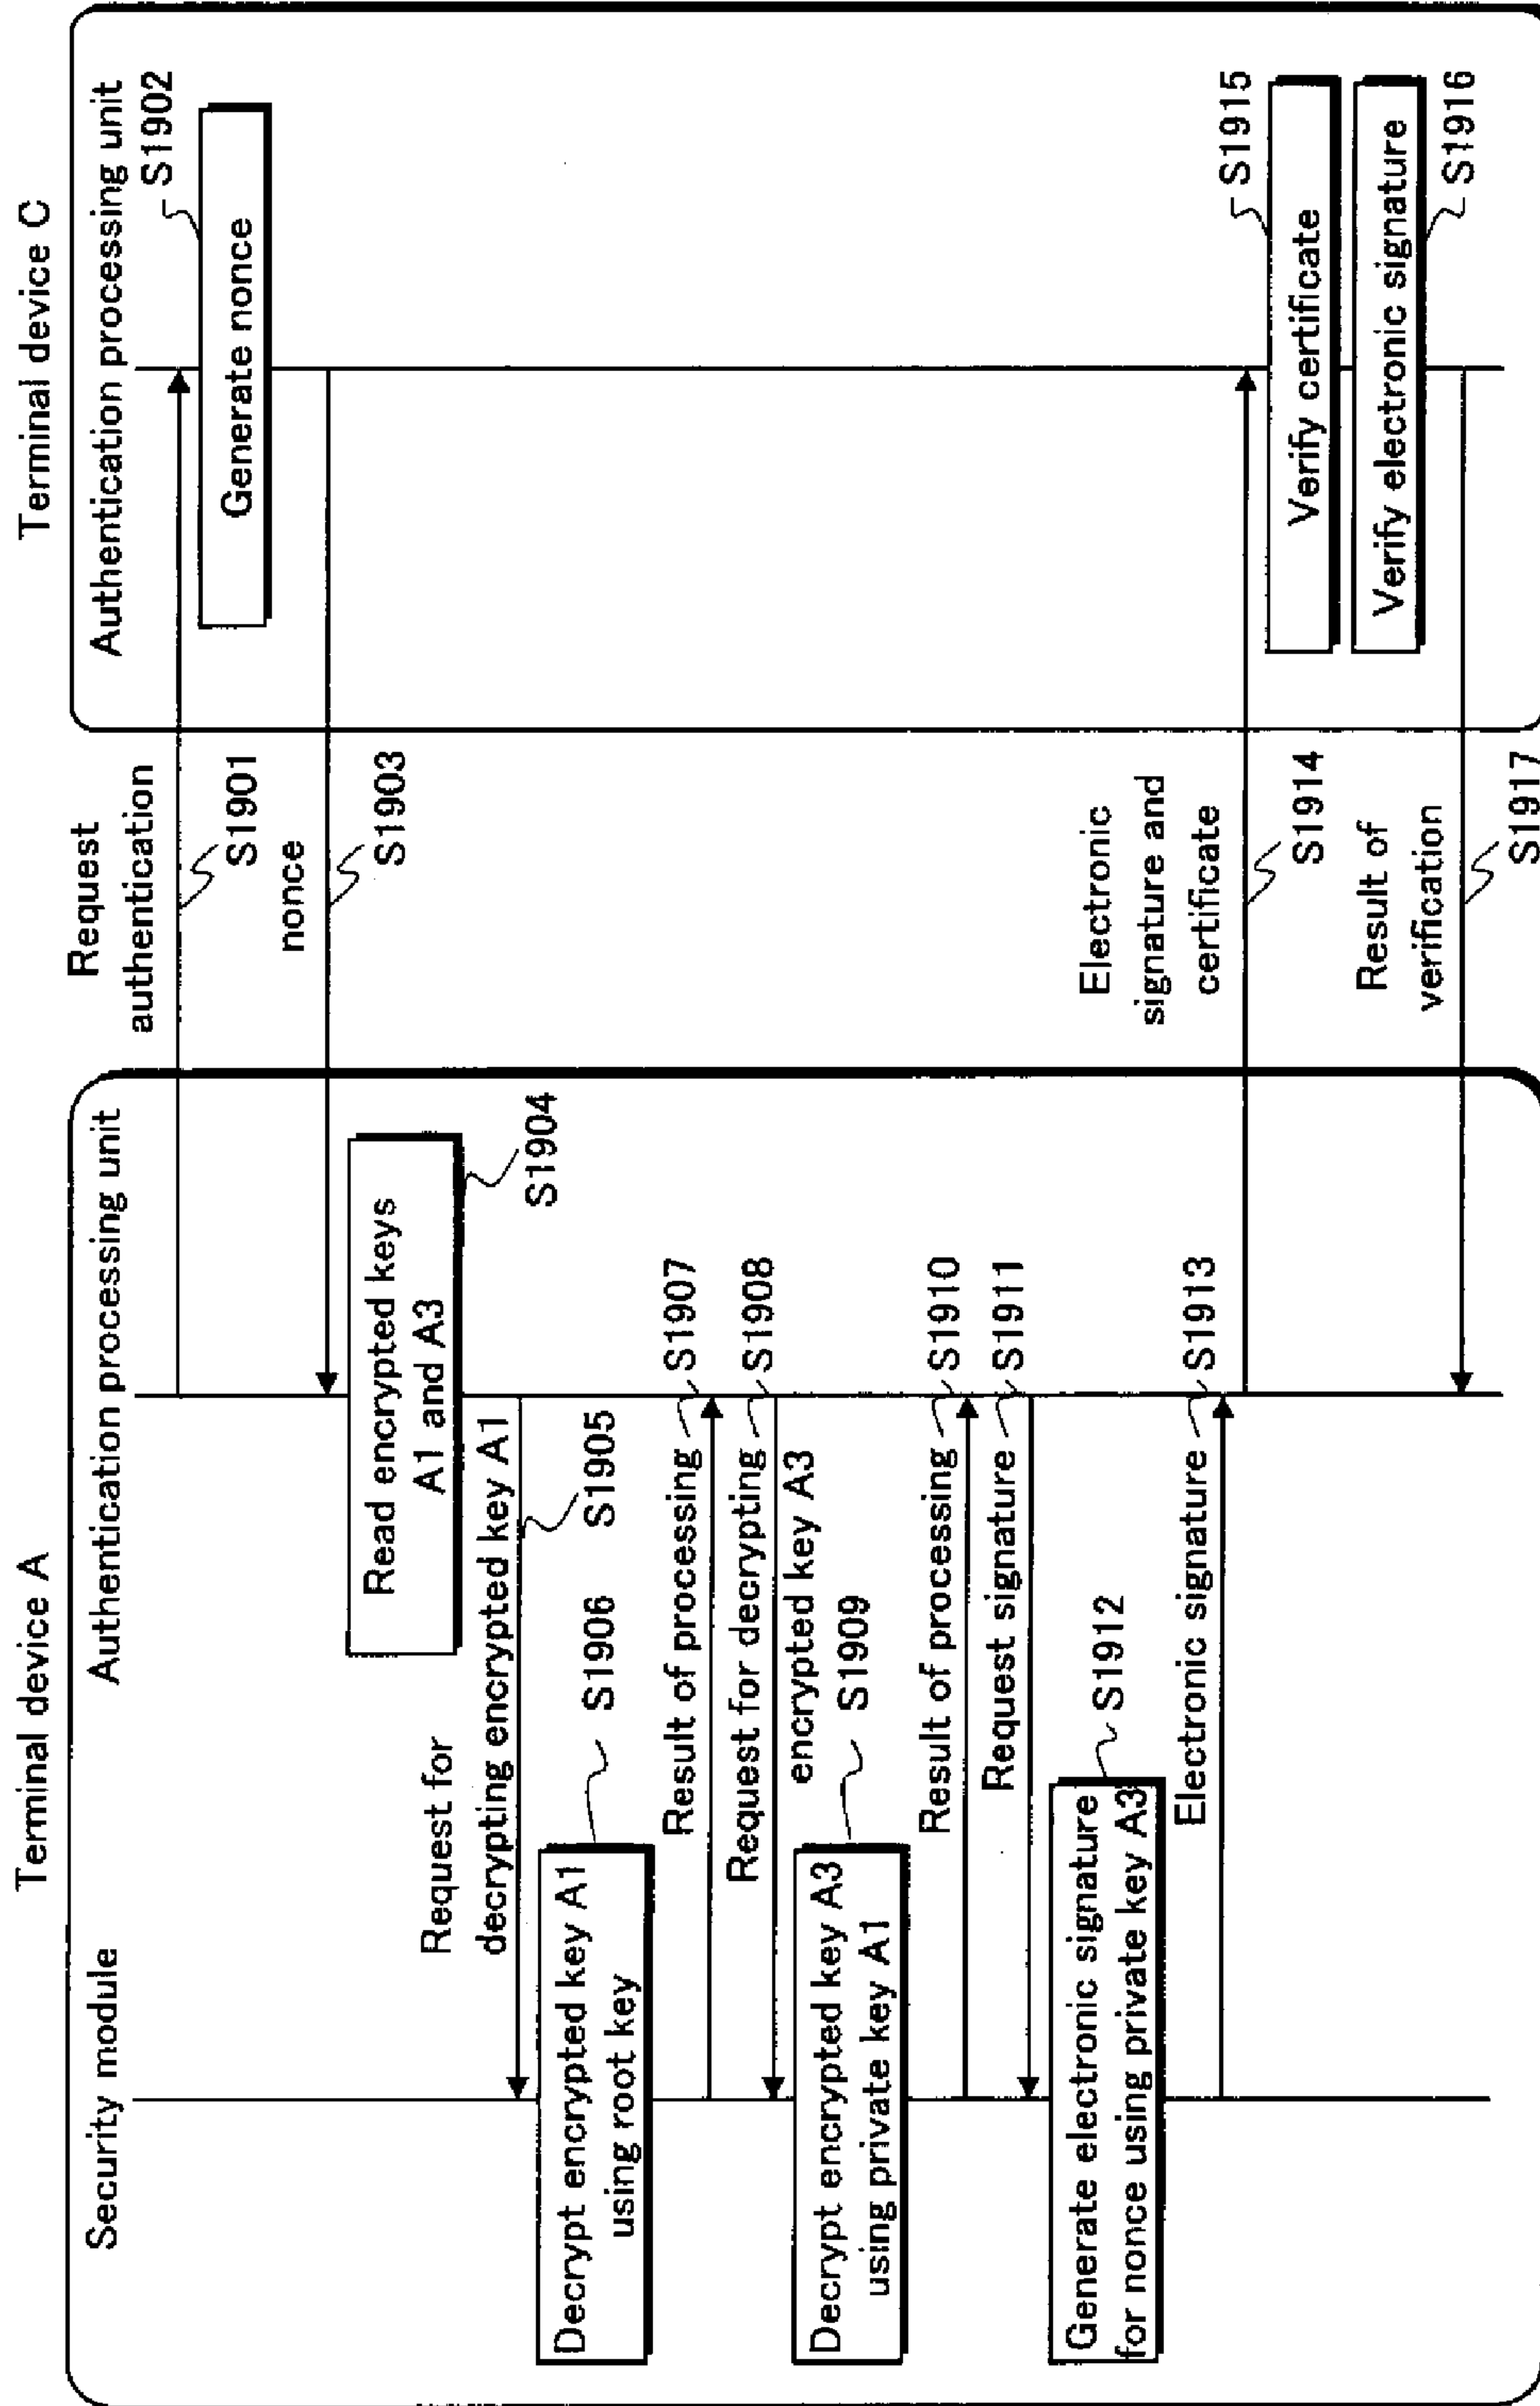 Terminal device A
Terminal device C
Security module
Authentication processing unit
Authentication processing unit
Request
authentication
S1901
S1902
Generate nonce
nonce
S1903
Read encrypted keys
A1 and A3
S1904
Request for
decrypting encrypted key A1
S1905
Decrypt encrypted key A1
using root key
S1906
Result of processing
S1907
Request for decrypting
encrypted key A3
S1908
Decrypt encrypted key A3
using private key A1
S1909
Result of processing
S1910
Request signature
S1911
Generate electronic signature
for nonce using private key A3
S1912
Electronic signature
S1913
Electronic
signature and
certificate
S1914
Verify certificate
S1915
Verify electronic signature
S1916
Result of
verification
S1917